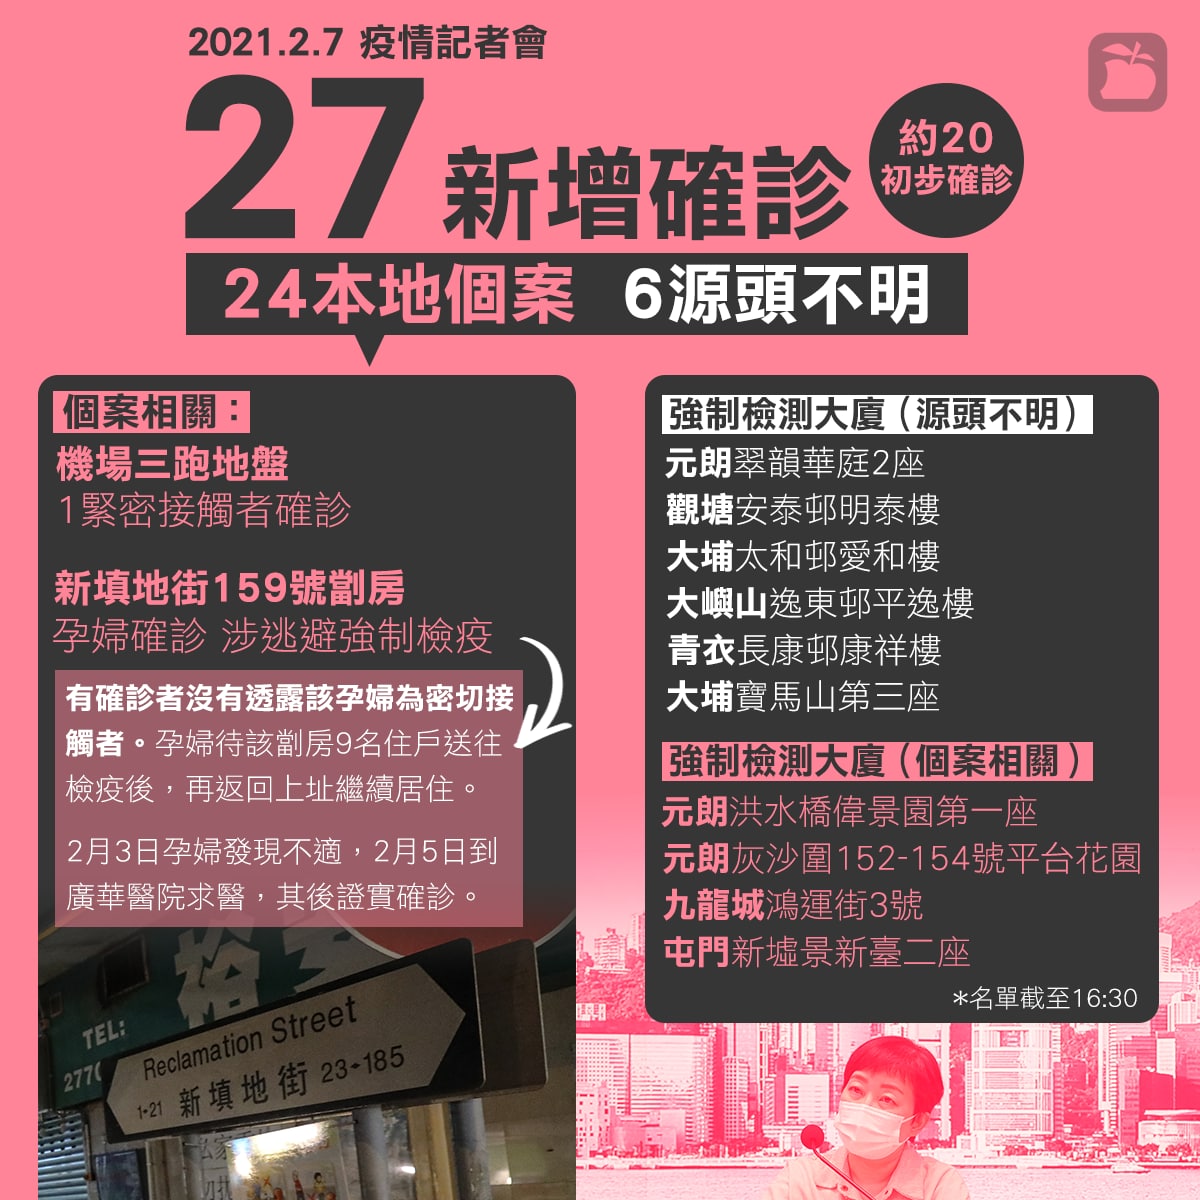 2021.2.7 疫情記者會
27 新增確診
約20
初步確診
24本地個案 6源頭不明
個案相關：
機場三跑地盤
1緊密接觸者確診
新填地街159號劏房
孕婦確診 涉逃避強制檢疫
有確診者沒有透露該孕婦為密切接
觸者。孕婦待該劏房9名住戶送往
檢疫後，再返回上址繼續居住。
2月3日孕婦發現不適，2月5日到
廣華醫院求醫，其後證實確診。
TEL:
277
Reclamation Street
1-21 新填地街 23-185
強制檢測大廈（源頭不明）
元朗翠韻華庭2座
觀塘安泰邨明泰樓
大埔太和邨愛和樓
大嶼山逸東邨平逸樓
青衣長康邨康祥樓
大埔寶馬山第三座
強制檢測大廈（個案相關）
元朗洪水橋偉景園第一座
元朗灰沙圍152-154號平台花園
九龍城鴻運街3號
屯門新墟景新臺二座
*名單截至16:30